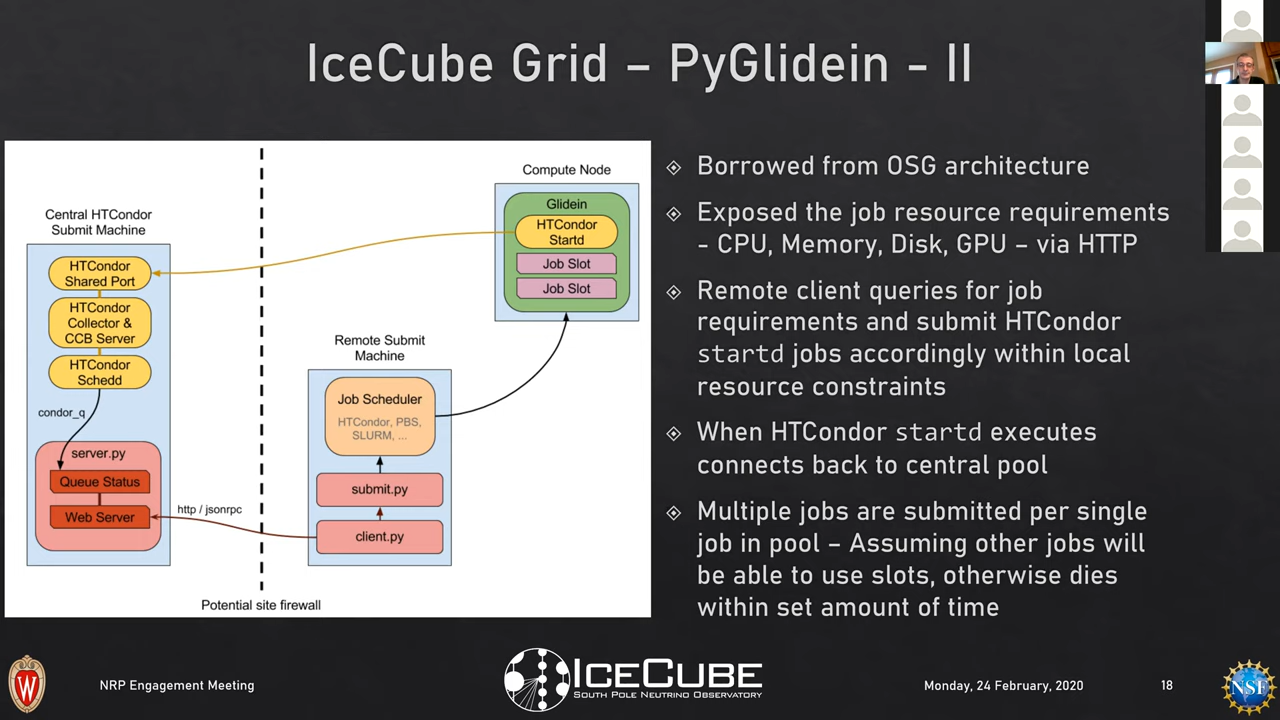 IceCube Grid – PyGlidein - II
Central HTCondor
Submit Machine
HTCondor
Shared Port
HTCondor
Collector &
CCB Server
HTCondor
Schedd
condor_q
server.py
Queue Status
Web Server
http / jsonrpc
Potential site firewall
Remote Submit
Machine
Job Scheduler
HTCondor, PBS,
SLURM, ...
submit.py
client.py
Compute Node
Glidein
HTCondor
Startd
Job Slot
Job Slot
Borrowed from OSG architecture
Exposed the job resource requirements
- CPU, Memory, Disk, GPU – via HTTP
Remote client queries for job
requirements and submit HTCondor
startd jobs accordingly within local
resource constraints
When HTCondor startd executes
connects back to central pool
Multiple jobs are submitted per single
job in pool – Assuming other jobs will
be able to use slots, otherwise dies
within set amount of time
W
NRP Engagement Meeting
ICECUBE
SOUTH POLE NEUTRINO OBSERVATORY
Monday, 24 February, 2020
18
NSF